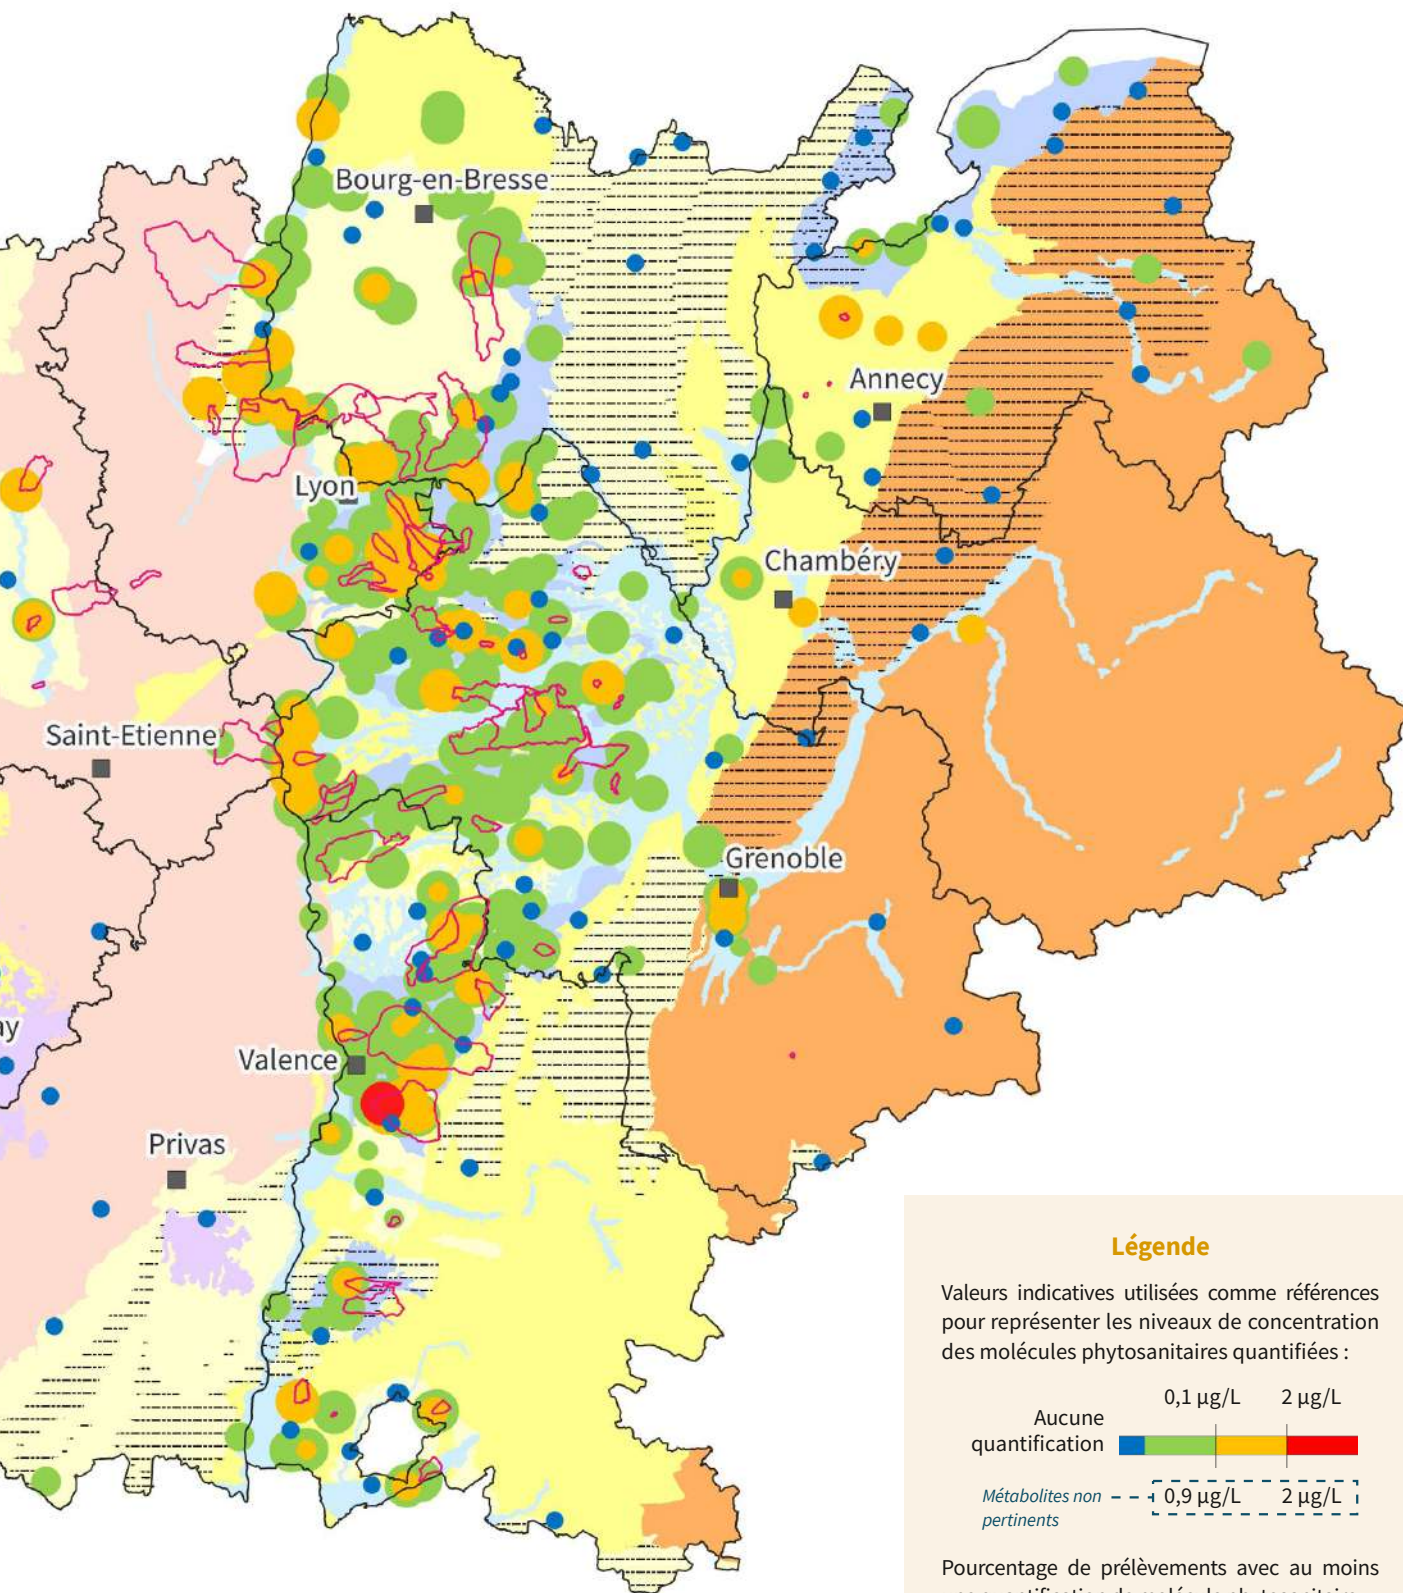 Bourg-en-Bresse
Annecy
Lyon
Chambéry
Saint-Etienne
Grenoble
ay
Valence
Privas
Légende
Valeurs indicatives utilisées comme références
pour représenter les niveaux de concentration
des molécules phytosanitaires quantifiées :
0,1 µg/L 2 µg/L
Aucune
quantification
Métabolites non
pertinents
0,9 µg/L 2 µg/L
Pourcentage de prélèvements avec au moins